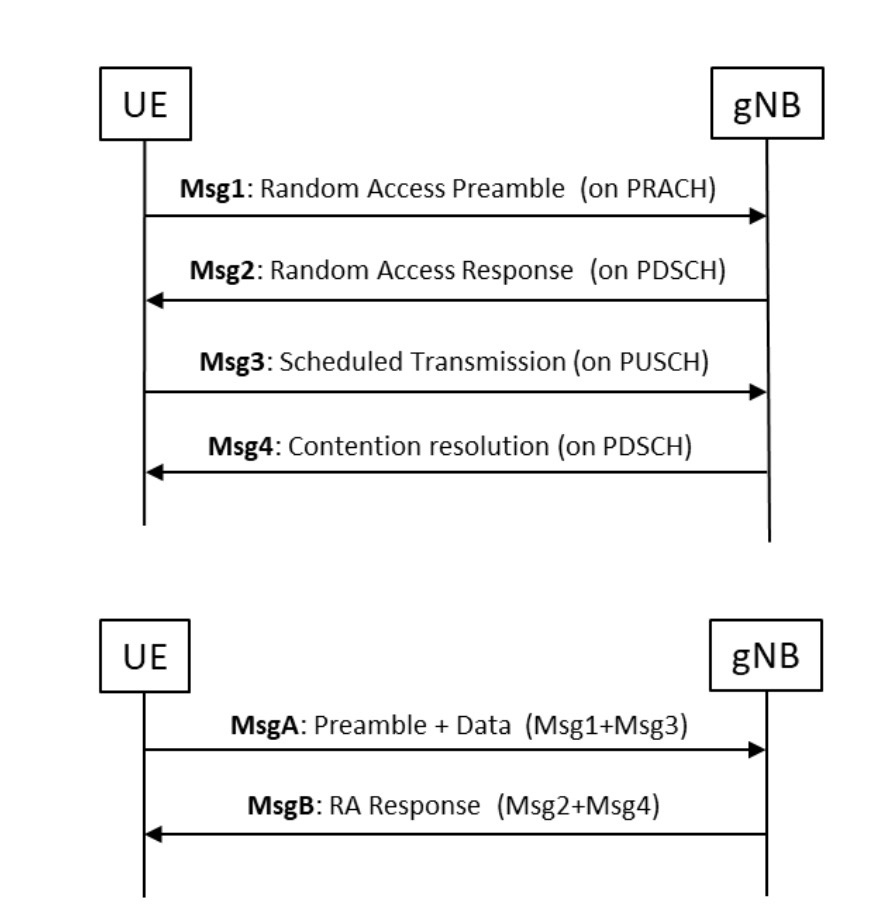 UE
gNB
Msg1: Random Access Preamble (on PRACH)
Msg2: Random Access Response (on PDSCH)
Msg3: Scheduled Transmission (on PUSCH)
Msg4: Contention resolution (on PDSCH)
UE
gNB
MsgA: Preamble + Data (Msg1+Msg3)
MsgB: RA Response (Msg2+Msg4)